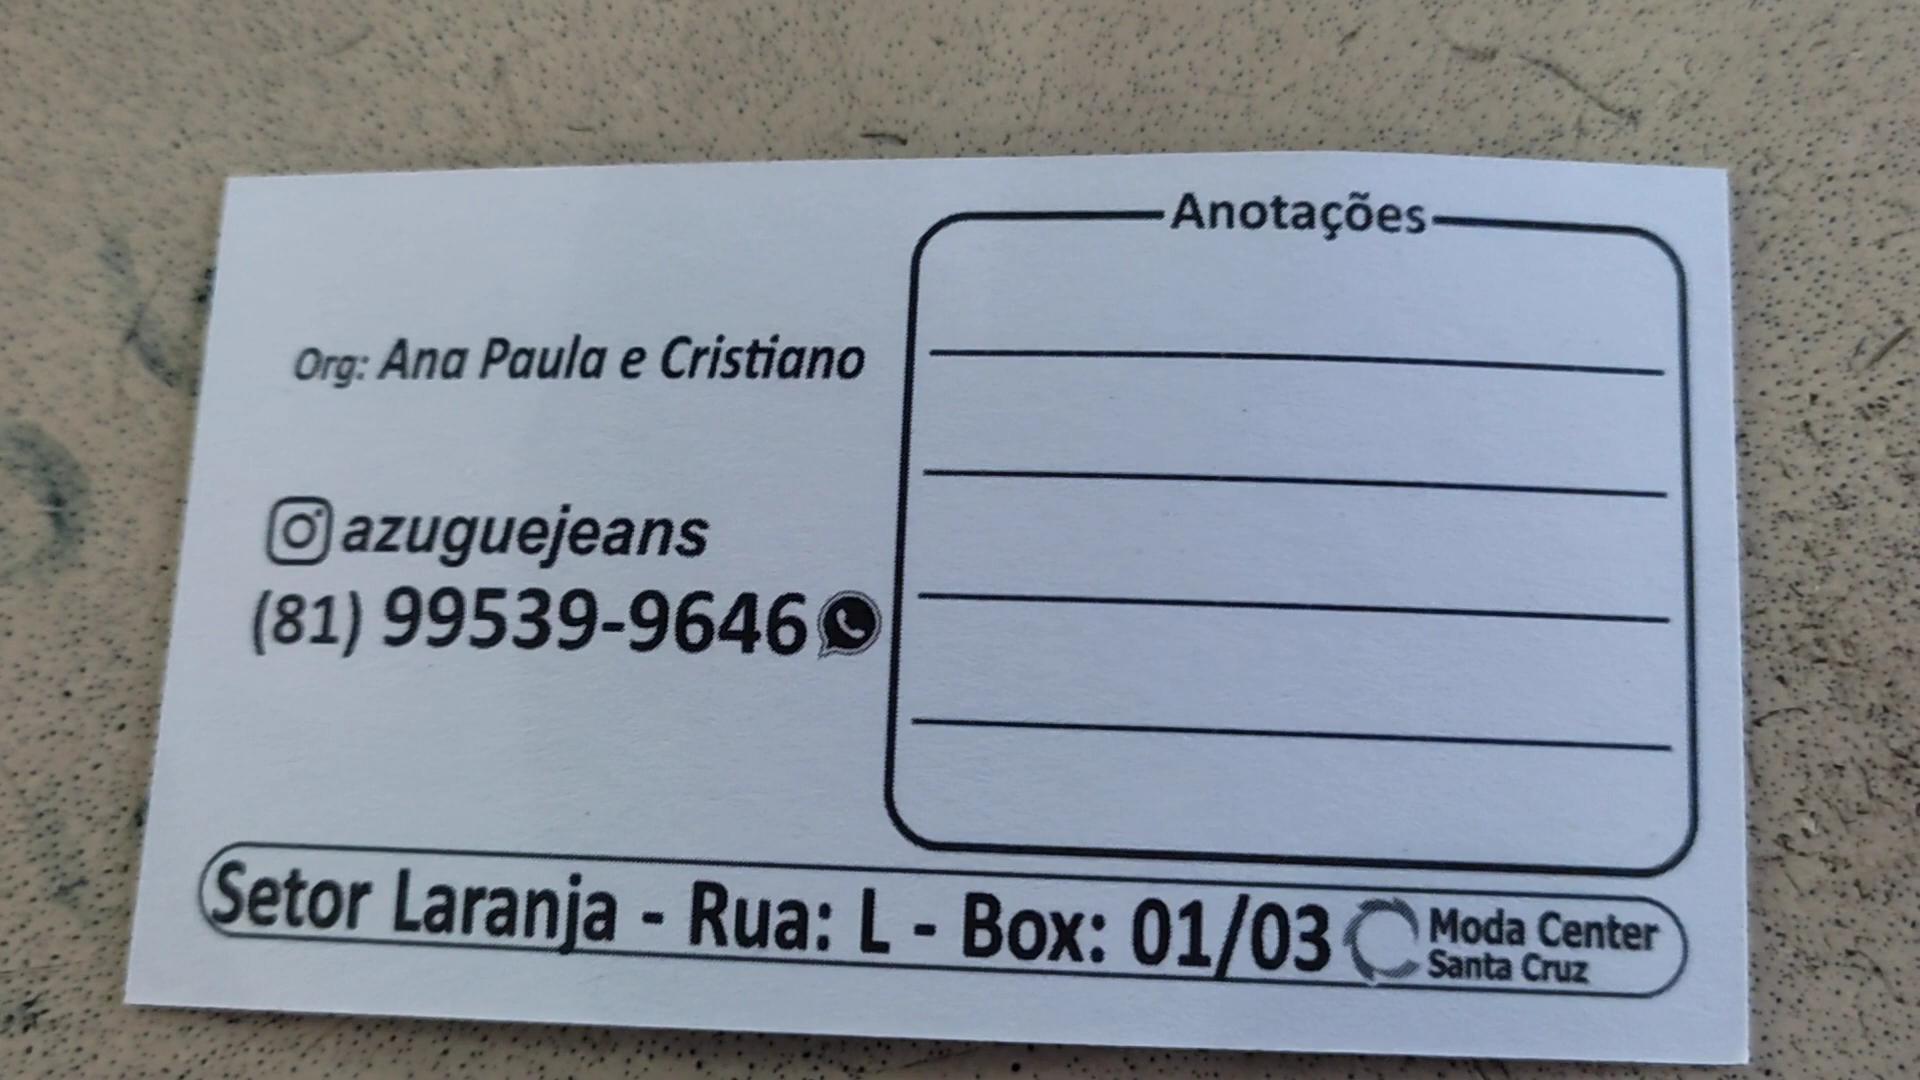 Anotações
Org: Ana Paula e Cristiano
azuguejeans
(81) 99539-9646
Setor Laranja - Rua: L - Box: 01/03
Moda Center
Santa Cruz